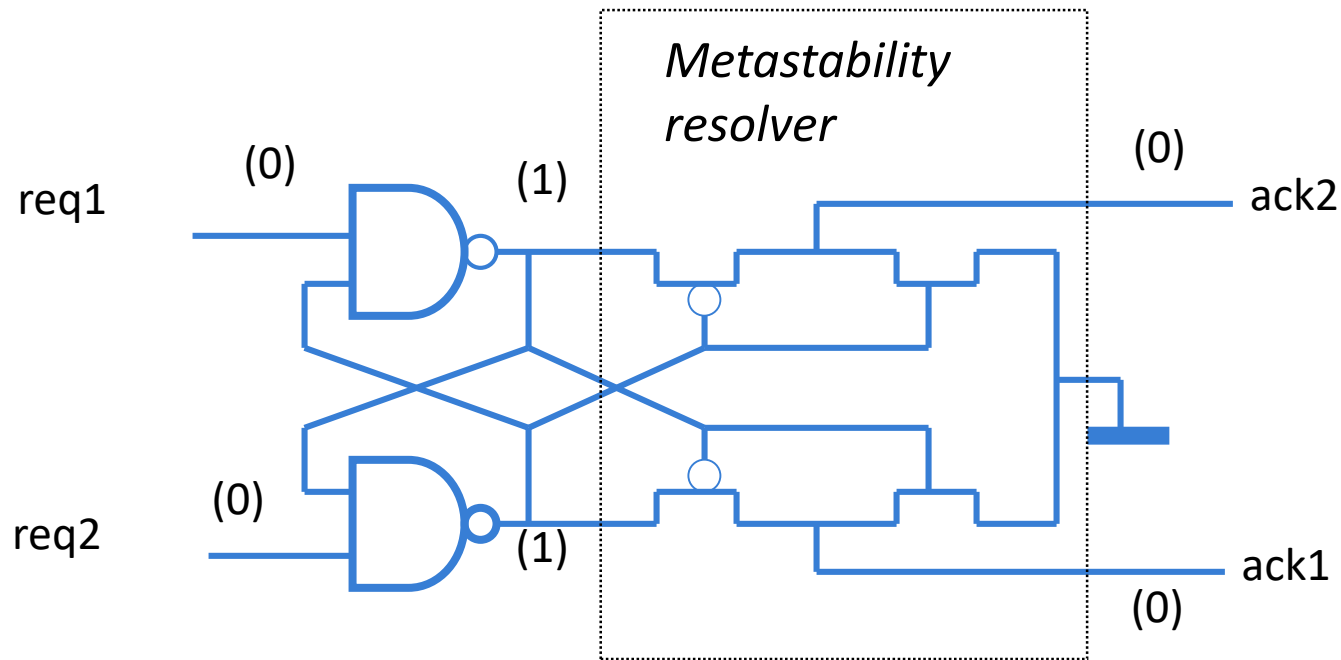 Metastability
resolver
(0)
(1)
(0)
req1
ack2
(0)
req2
(1)
ack1
(0)